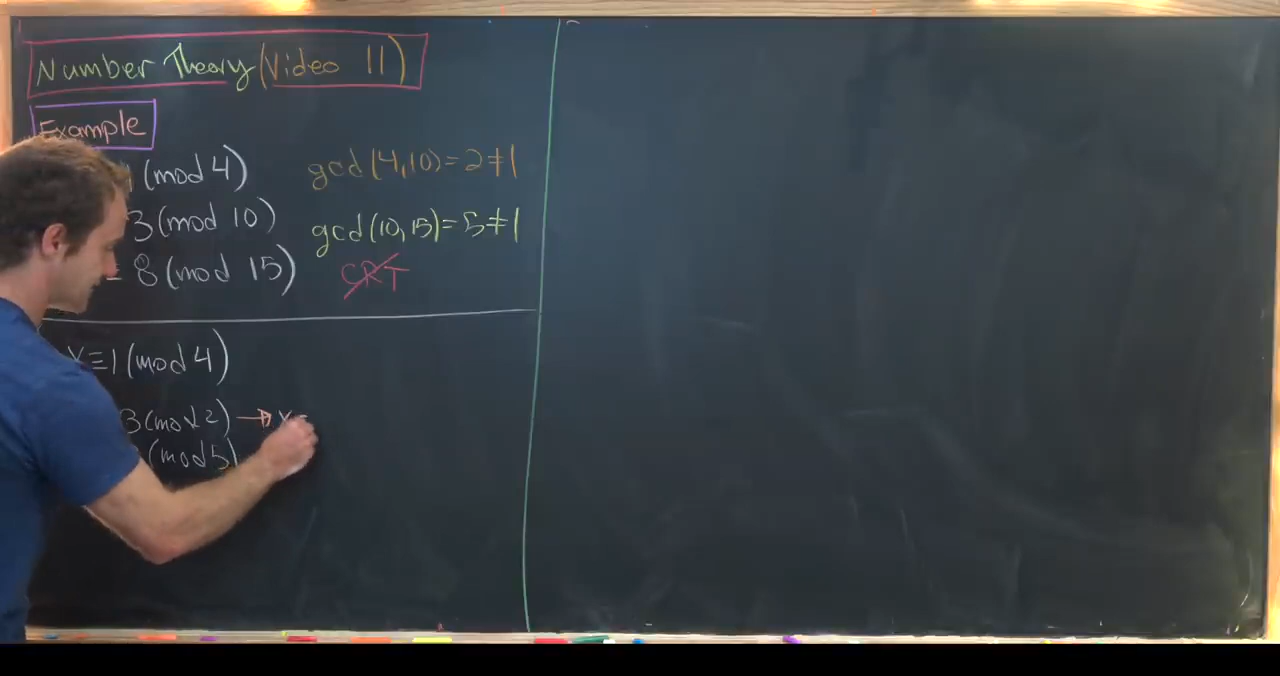 Number Theory (Video 11)
Example
1 (mod 4) gcd(4,10)=2≠1
3 (mod 10) gcd(10,15)=5≠1
8 (mod 15) CRT
x≡1 (mod 4)
3 (mod 2) → x
(mod 5)